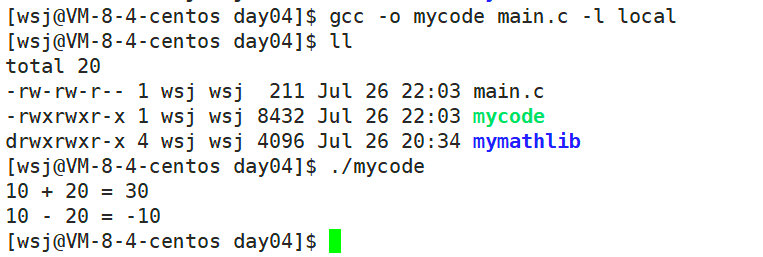 [wsj@VM-8-4-centos day04]$ gcc -o mycode main.c -l local
[wsj@VM-8-4-centos day04]$ ll
total 20
-rw-rw-r-- 1 wsj wsj  211 Jul 26 22:03 main.c
-rwxrwxr-x 1 wsj wsj 8432 Jul 26 22:03 mycode
drwxrwxr-x 4 wsj wsj 4096 Jul 26 20:34 mymathlib
[wsj@VM-8-4-centos day04]$ ./mycode
10 + 20 = 30
10 - 20 = -10
[wsj@VM-8-4-centos day04]$